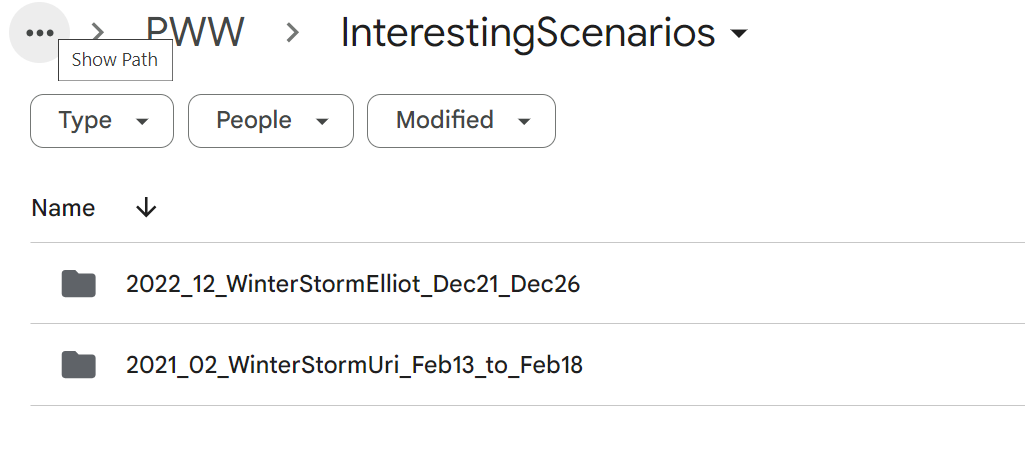 ... > PWW > InterestingScenarios
Show Path
Type People Modified
Name
2022_12_WinterStormElliot_Dec21_Dec26
2021_02_WinterStormUri_Feb13_to_Feb18